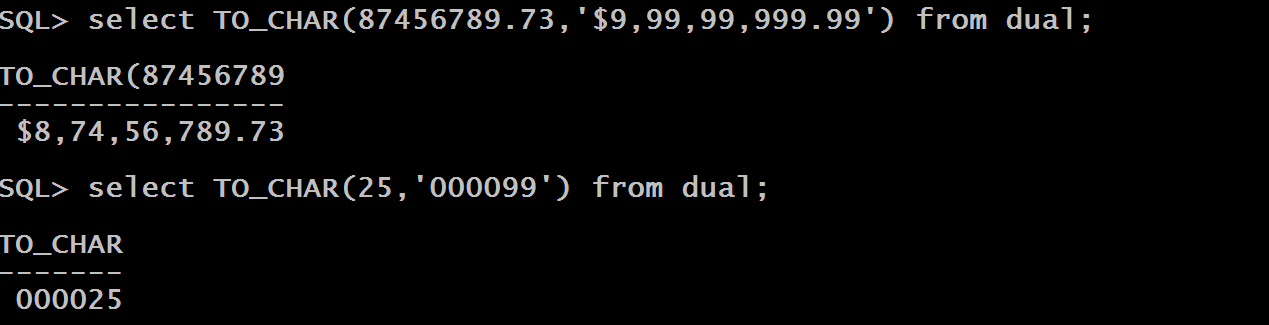 SQL> select TO_CHAR(87456789.73,'$9,99,99,999.99') from dual;
TO_CHAR(87456789
----------------
$8,74,56,789.73
SQL> select TO_CHAR(25,'000099') from dual;
TO_CHAR
-------
000025